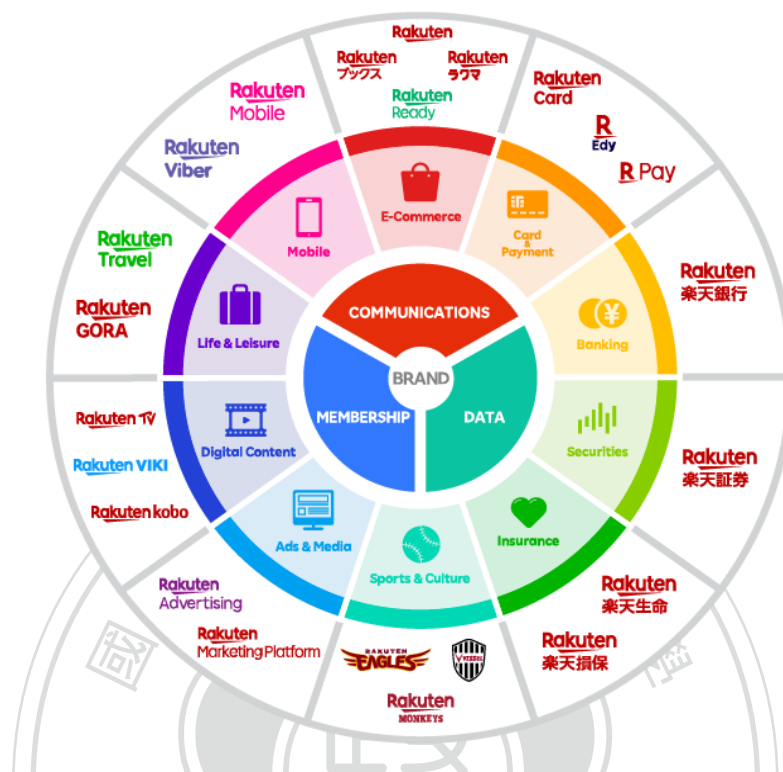 Rakuten
Rakuten
ブックス
Rakuten
ラクマ
Rakuten
Ready
Rakuten
Card
R
Edy
R Pay
Rakuten
楽天銀行
Rakuten
楽天証券
Rakuten
楽天生命
Rakuten
楽天損保
RAKUTEN
EAGLES
VISSEL
Rakuten
MONKEYS
Rakuten
Marketing Platform
Rakuten
Advertising
Rakuten kobo
Rakuten VIKI
Rakuten TV
Rakuten
GORA
Rakuten
Travel
Rakuten
Viber
Rakuten
Mobile
E-Commerce
Card
&
Payment
Banking
Securities
Insurance
Sports & Culture
Ads & Media
Digital Content
Life & Leisure
Mobile
COMMUNICATIONS
BRAND
MEMBERSHIP
DATA